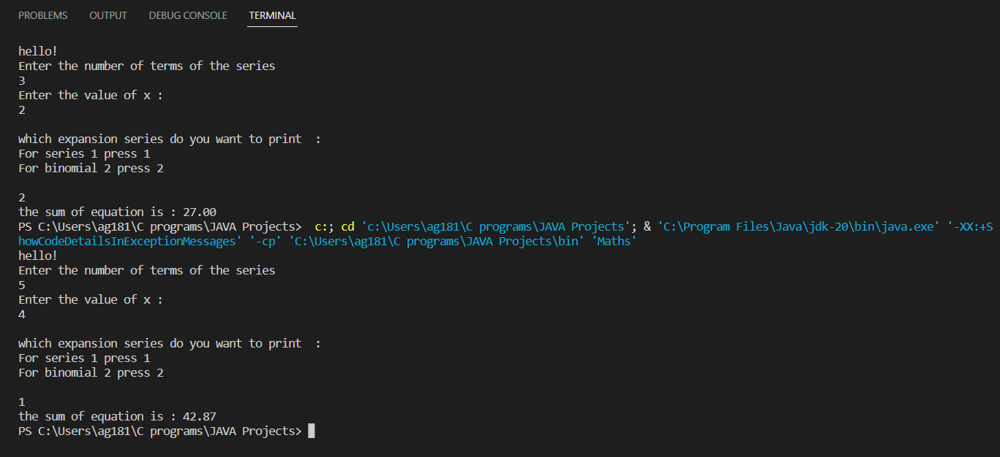 PROBLEMS OUTPUT DEBUG CONSOLE TERMINAL
hello!
Enter the number of terms of the series
3
Enter the value of x :
2
which expansion series do you want to print  :
For series 1 press 1
For binomial 2 press 2
2
the sum of equation is : 27.00
PS C:\Users\ag181\C programs\JAVA Projects>  c:; cd 'c:\Users\ag181\C programs\JAVA Projects'; & 'C:\Program Files\Java\jdk-20\bin\java.exe' '-XX:+S
howCodeDetailsInExceptionMessages' '-cp' 'C:\Users\ag181\C programs\JAVA Projects\bin' 'Maths'
hello!
Enter the number of terms of the series
5
Enter the value of x :
4
which expansion series do you want to print  :
For series 1 press 1
For binomial 2 press 2
1
the sum of equation is : 42.87
PS C:\Users\ag181\C programs\JAVA Projects>